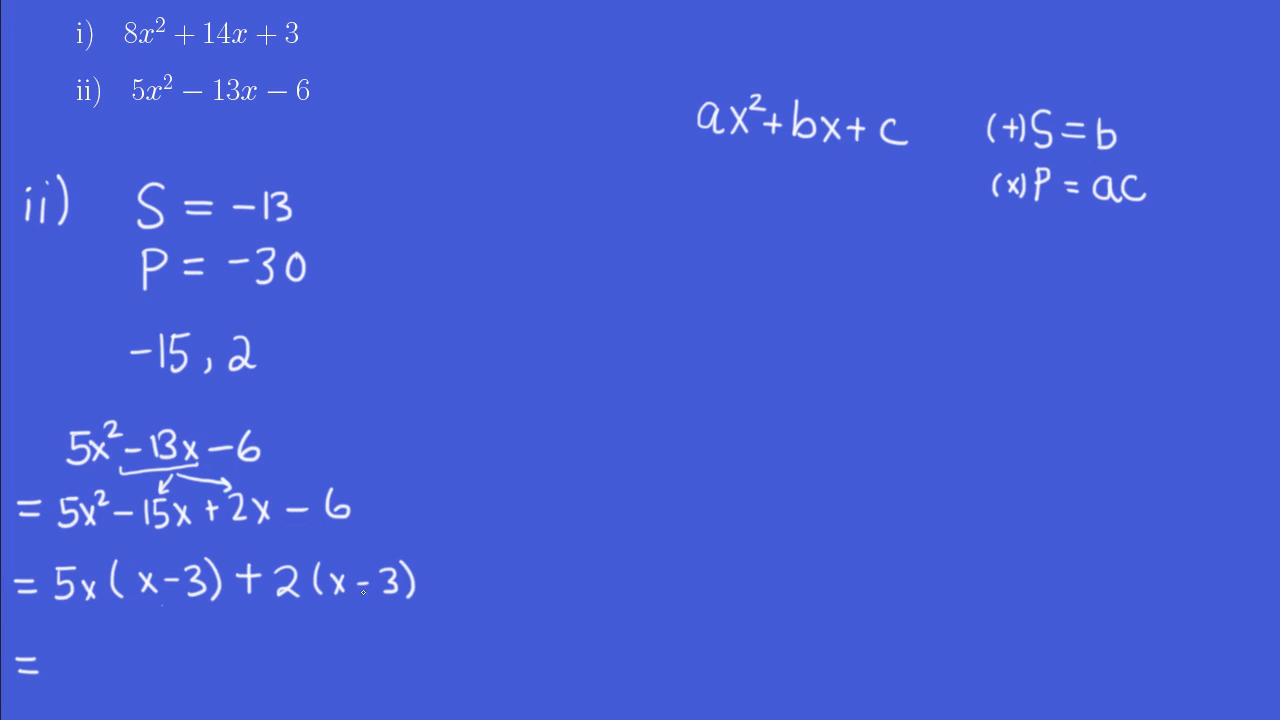 i) 8x² + 14x + 3
ii) 5x² − 13x − 6
ax²+bx+c (+)S=b
(x)P = ac
ii) S = -13
P = -30
-15, 2
5x²-13x-6
= 5x²-15x+2x-6
= 5x(x-3)+2(x-3)
=